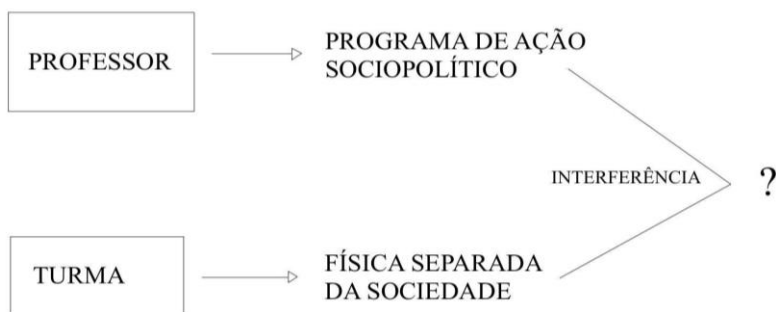 PROFESSOR
PROGRAMA DE AÇÃO
SOCIOPOLÍTICO
INTERFERÊNCIA
?
TURMA
FÍSICA SEPARADA
DA SOCIEDADE